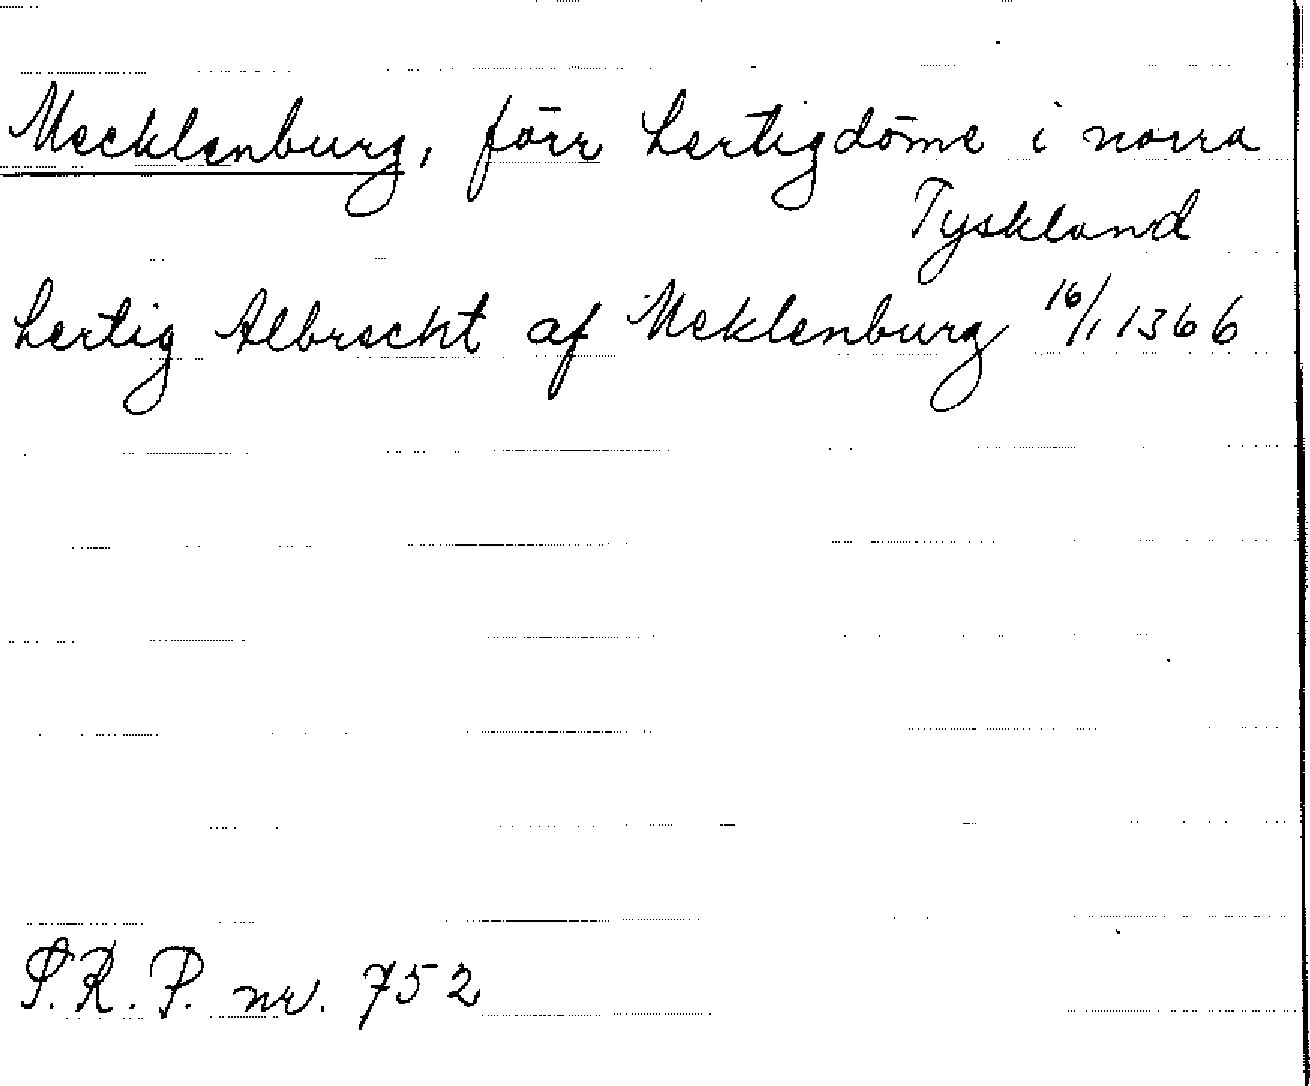 Mecklenburg, förr hertigdöme i norra
Tyskland
hertig Albrecht af Meklenburg 16/1 1366
S.R.P. nr. 752